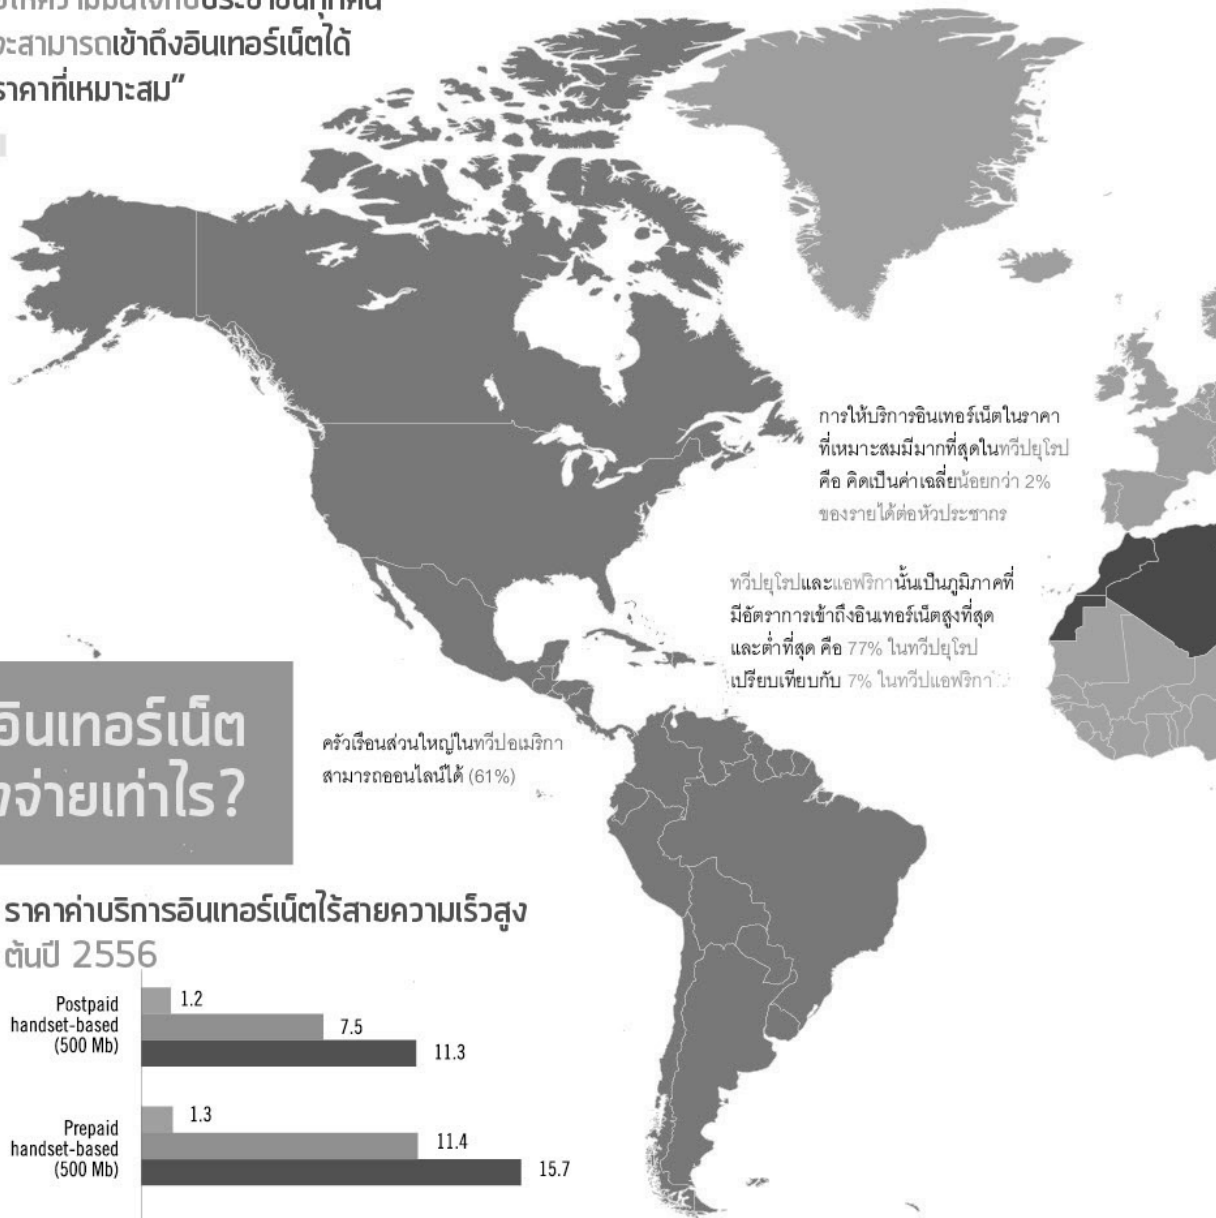 จะสามารถเข้าถึงอินเทอร์เน็ตได้
ราคาที่เหมาะสม”
การให้บริการอินเทอร์เน็ตในราคา
ที่เหมาะสมมีมากที่สุดในทวีปยุโรป
คือ คิดเป็นค่าเฉลี่ยน้อยกว่า 2%
ของรายได้ต่อหัวประชากร
ทวีปยุโรปและแอฟริกานั้นเป็นภูมิภาคที่
มีอัตราการเข้าถึงอินเทอร์เน็ตสูงที่สุด
และต่ำที่สุด คือ 77% ในทวีปยุโรป
เปรียบเทียบกับ 7% ในทวีปแอฟริกา
ครัวเรือนส่วนใหญ่ในทวีปอเมริกา
สามารถออนไลน์ได้ (61%)
อินเทอร์เน็ต
จ่ายเท่าไร?
ราคาค่าบริการอินเทอร์เน็ตไร้สายความเร็วสูง
ต้นปี 2556
Postpaid
handset-based
(500 Mb)
1.2
7.5
11.3
Prepaid
handset-based
(500 Mb)
1.3
11.4
15.7